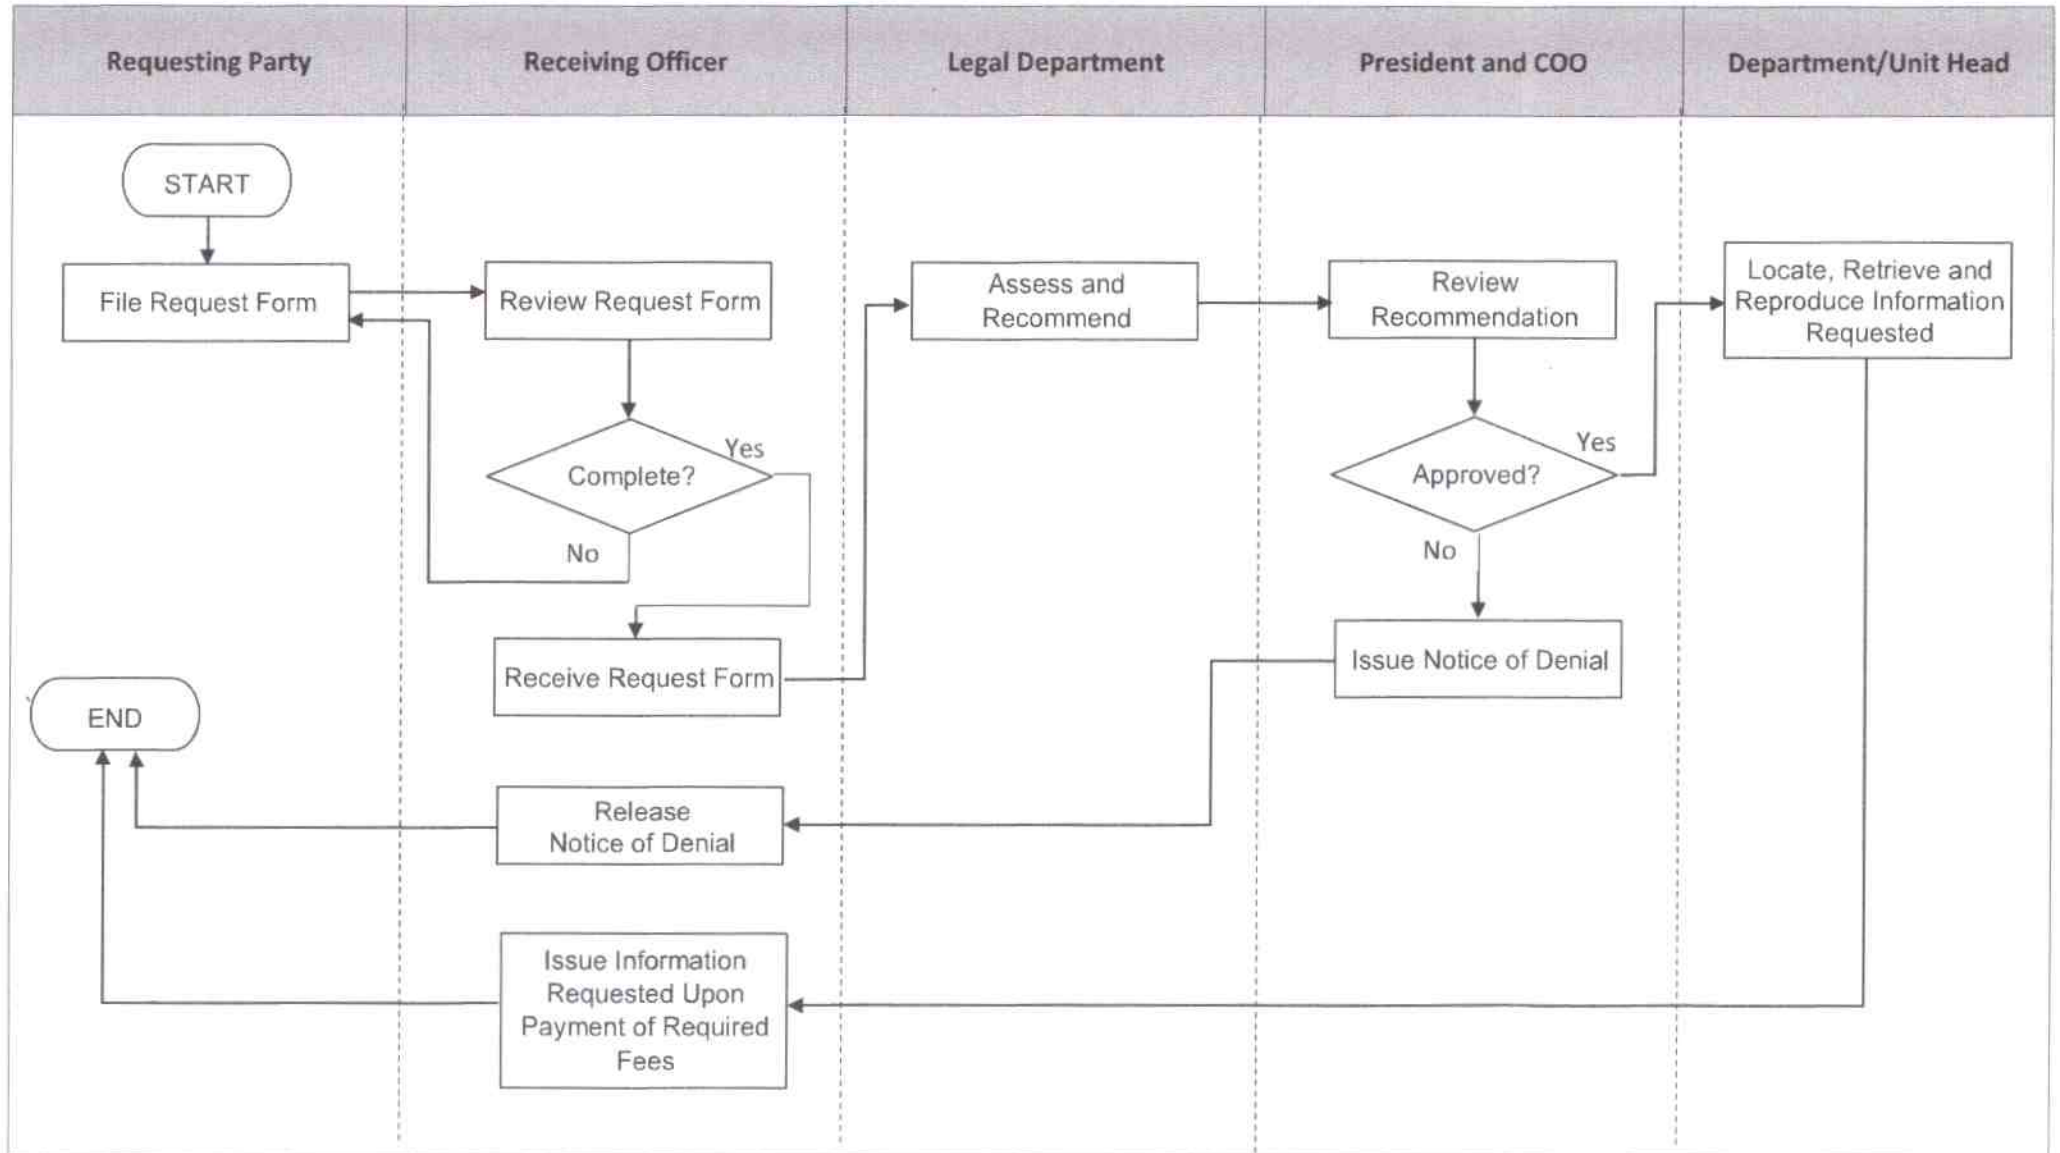 Requesting Party
Receiving Officer
Legal Department
President and COO
Department/Unit Head
START
File Request Form
Review Request Form
Assess and
Recommend
Review
Recommendation
Locate, Retrieve and
Reproduce Information
Requested
Complete?
Yes
No
Approved?
Yes
No
Receive Request Form
Issue Notice of Denial
END
Release
Notice of Denial
Issue Information
Requested Upon
Payment of Required
Fees